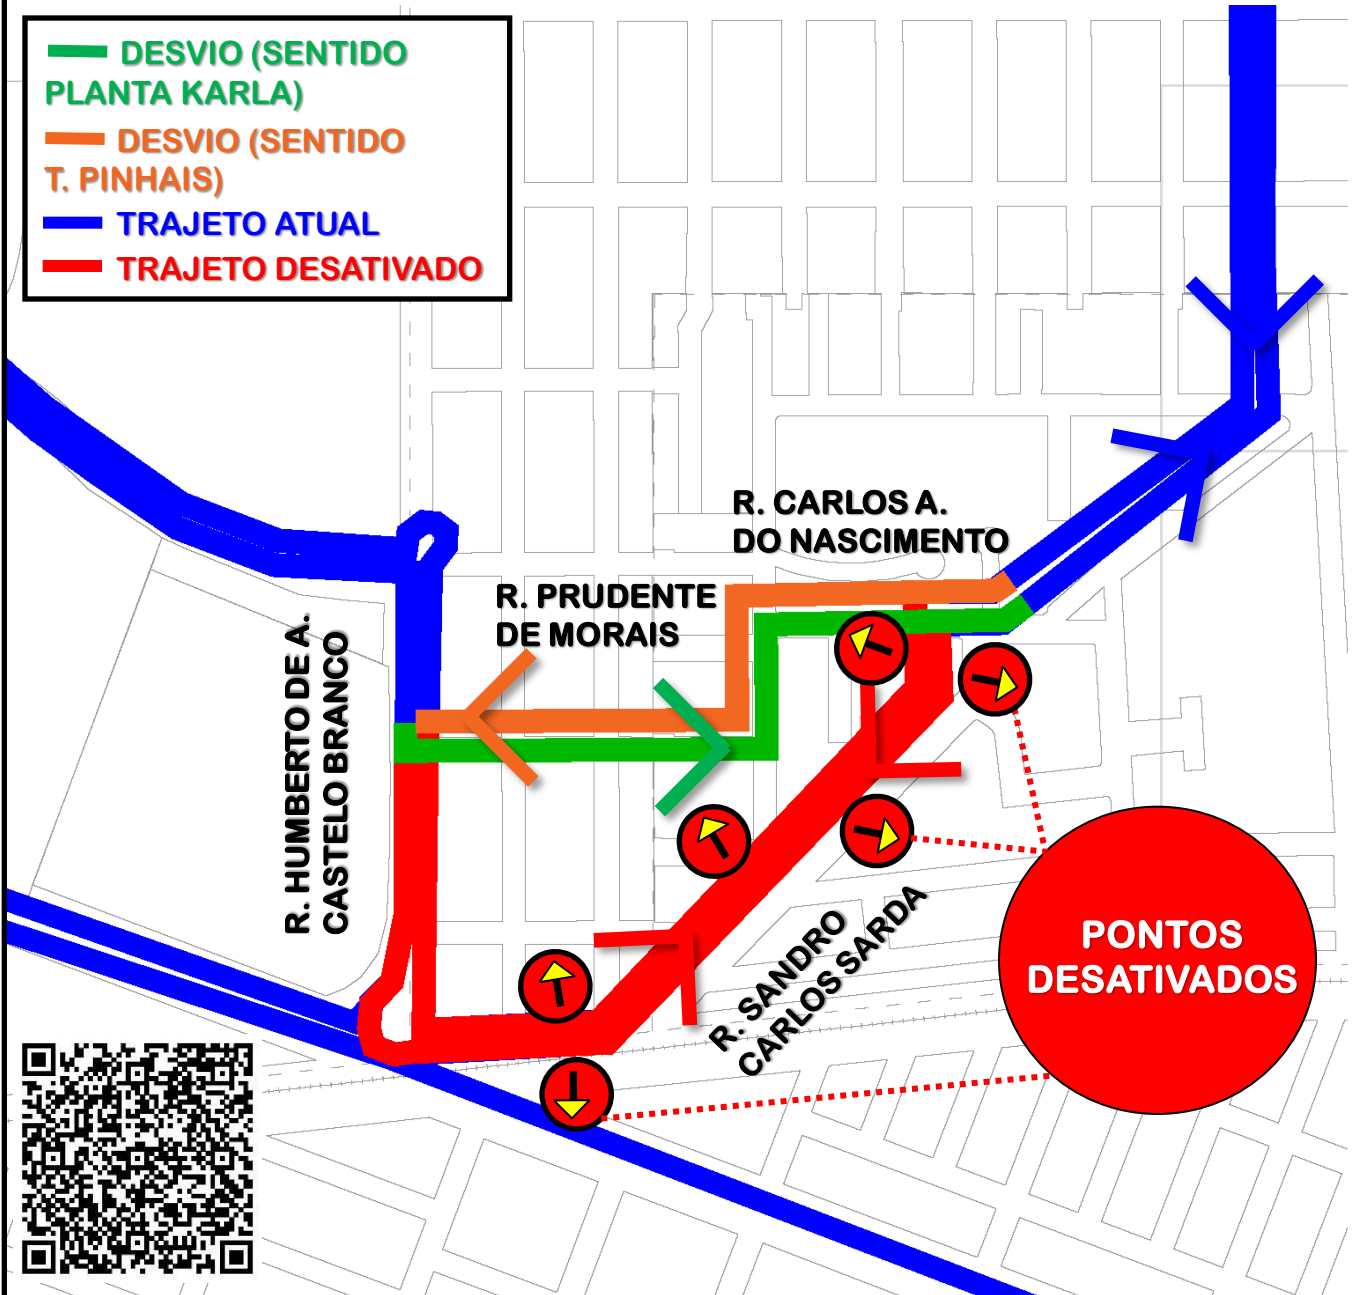 DESVIO (SENTIDO
PLANTA KARLA)
DESVIO (SENTIDO
T. PINHAIS)
TRAJETO ATUAL
TRAJETO DESATIVADO
R. CARLOS A.
DO NASCIMENTO
R. PRUDENTE
DE MORAIS
R. HUMBERTO DE A.
CASTELO BRANCO
R. SANDRO
CARLOS SARDA
PONTOS
DESATIVADOS